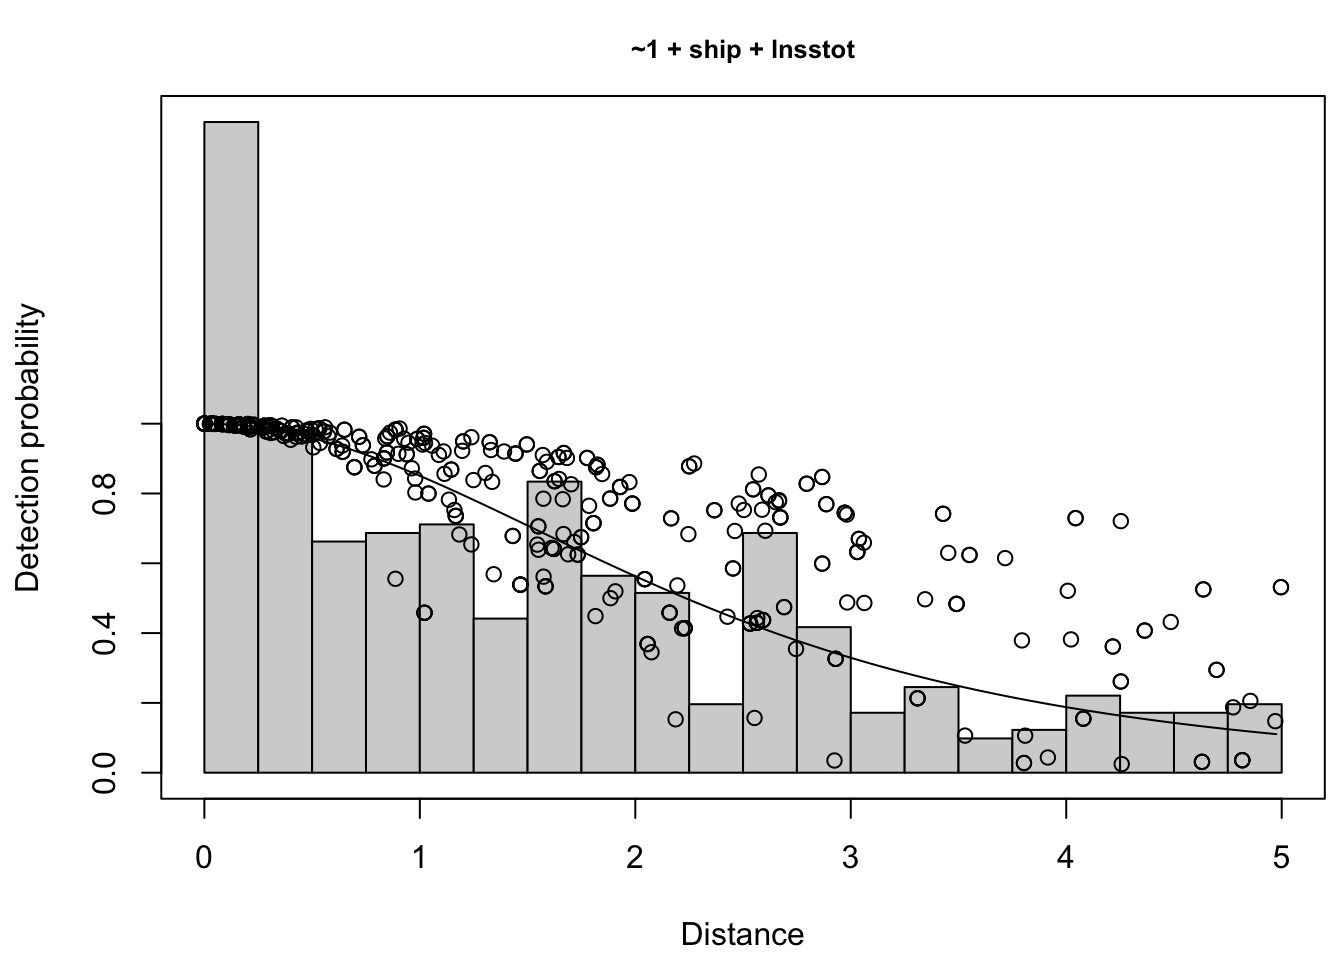 ~1 + ship + lnsstot
Detection probability
0.8
0.4
0.0
0 1 2 3 4 5
Distance